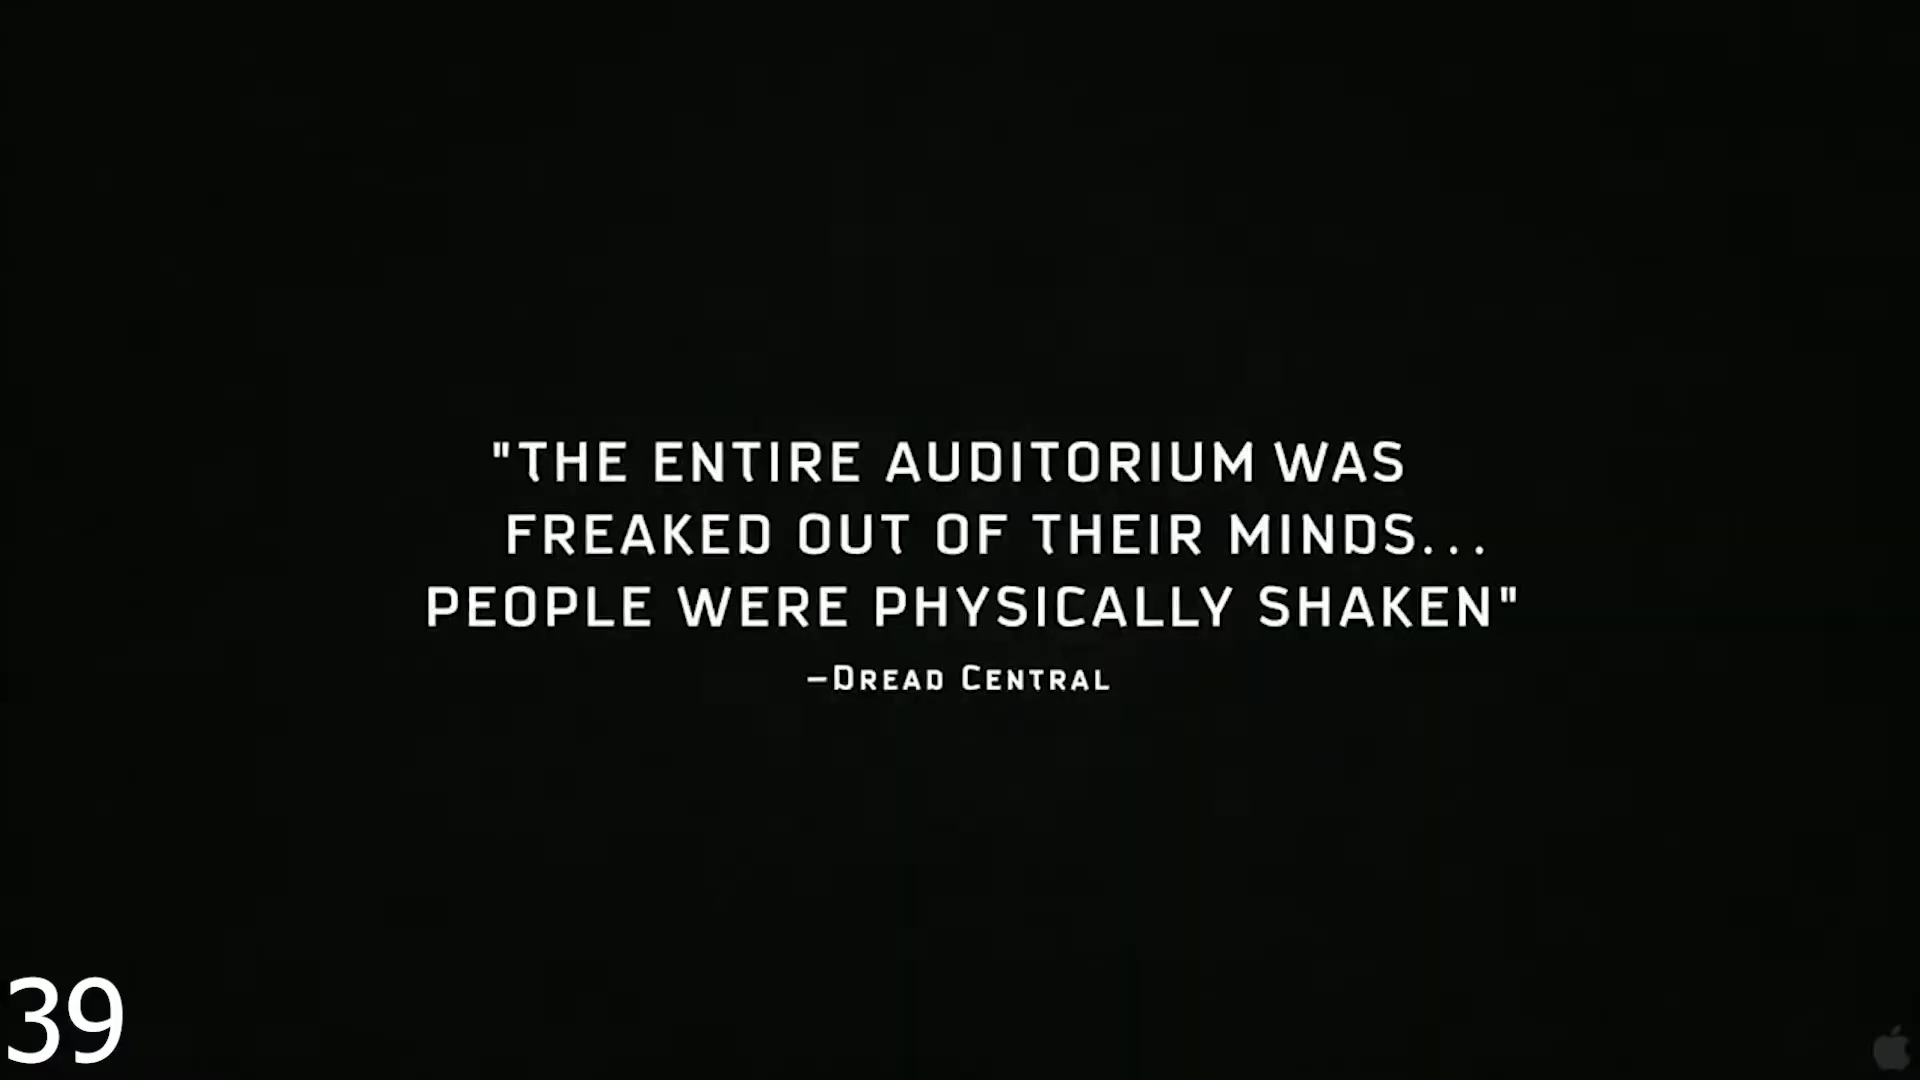 "THE ENTIRE AUDITORIUM WAS
FREAKED OUT OF THEIR MINDS...
PEOPLE WERE PHYSICALLY SHAKEN"
–DREAD CENTRAL
39